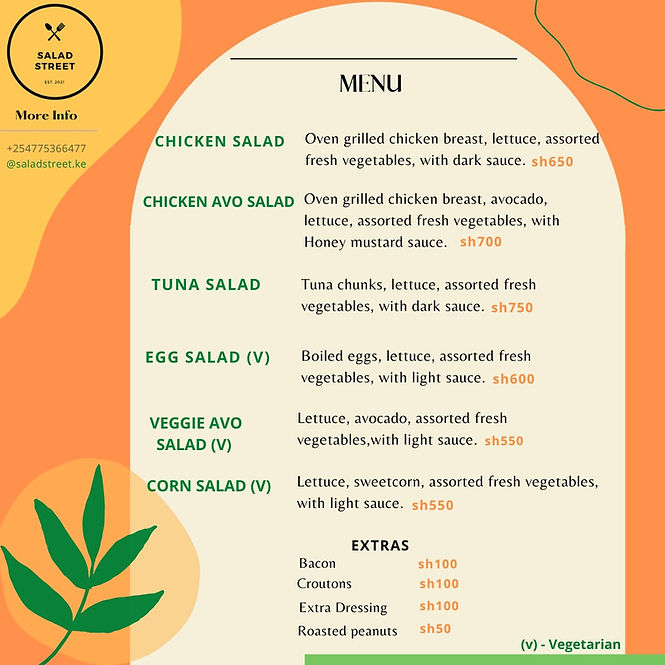 SALAD
STREET
EST. 2021
More Info
+254775366477
@saladstreet.ke
MENU
CHICKEN SALAD
Oven grilled chicken breast, lettuce, assorted
fresh vegetables, with dark sauce. sh650
CHICKEN AVO SALAD
Oven grilled chicken breast, avocado,
lettuce, assorted fresh vegetables, with
Honey mustard sauce. sh700
TUNA SALAD
Tuna chunks, lettuce, assorted fresh
vegetables, with dark sauce. sh750
EGG SALAD (V)
Boiled eggs, lettuce, assorted fresh
vegetables, with light sauce. sh600
VEGGIE AVO
SALAD (V)
Lettuce, avocado, assorted fresh
vegetables,with light sauce. sh550
CORN SALAD (V)
Lettuce, sweetcorn, assorted fresh vegetables,
with light sauce. sh550
EXTRAS
Bacon sh100
Croutons sh100
Extra Dressing sh100
Roasted peanuts sh50
(v) - Vegetarian